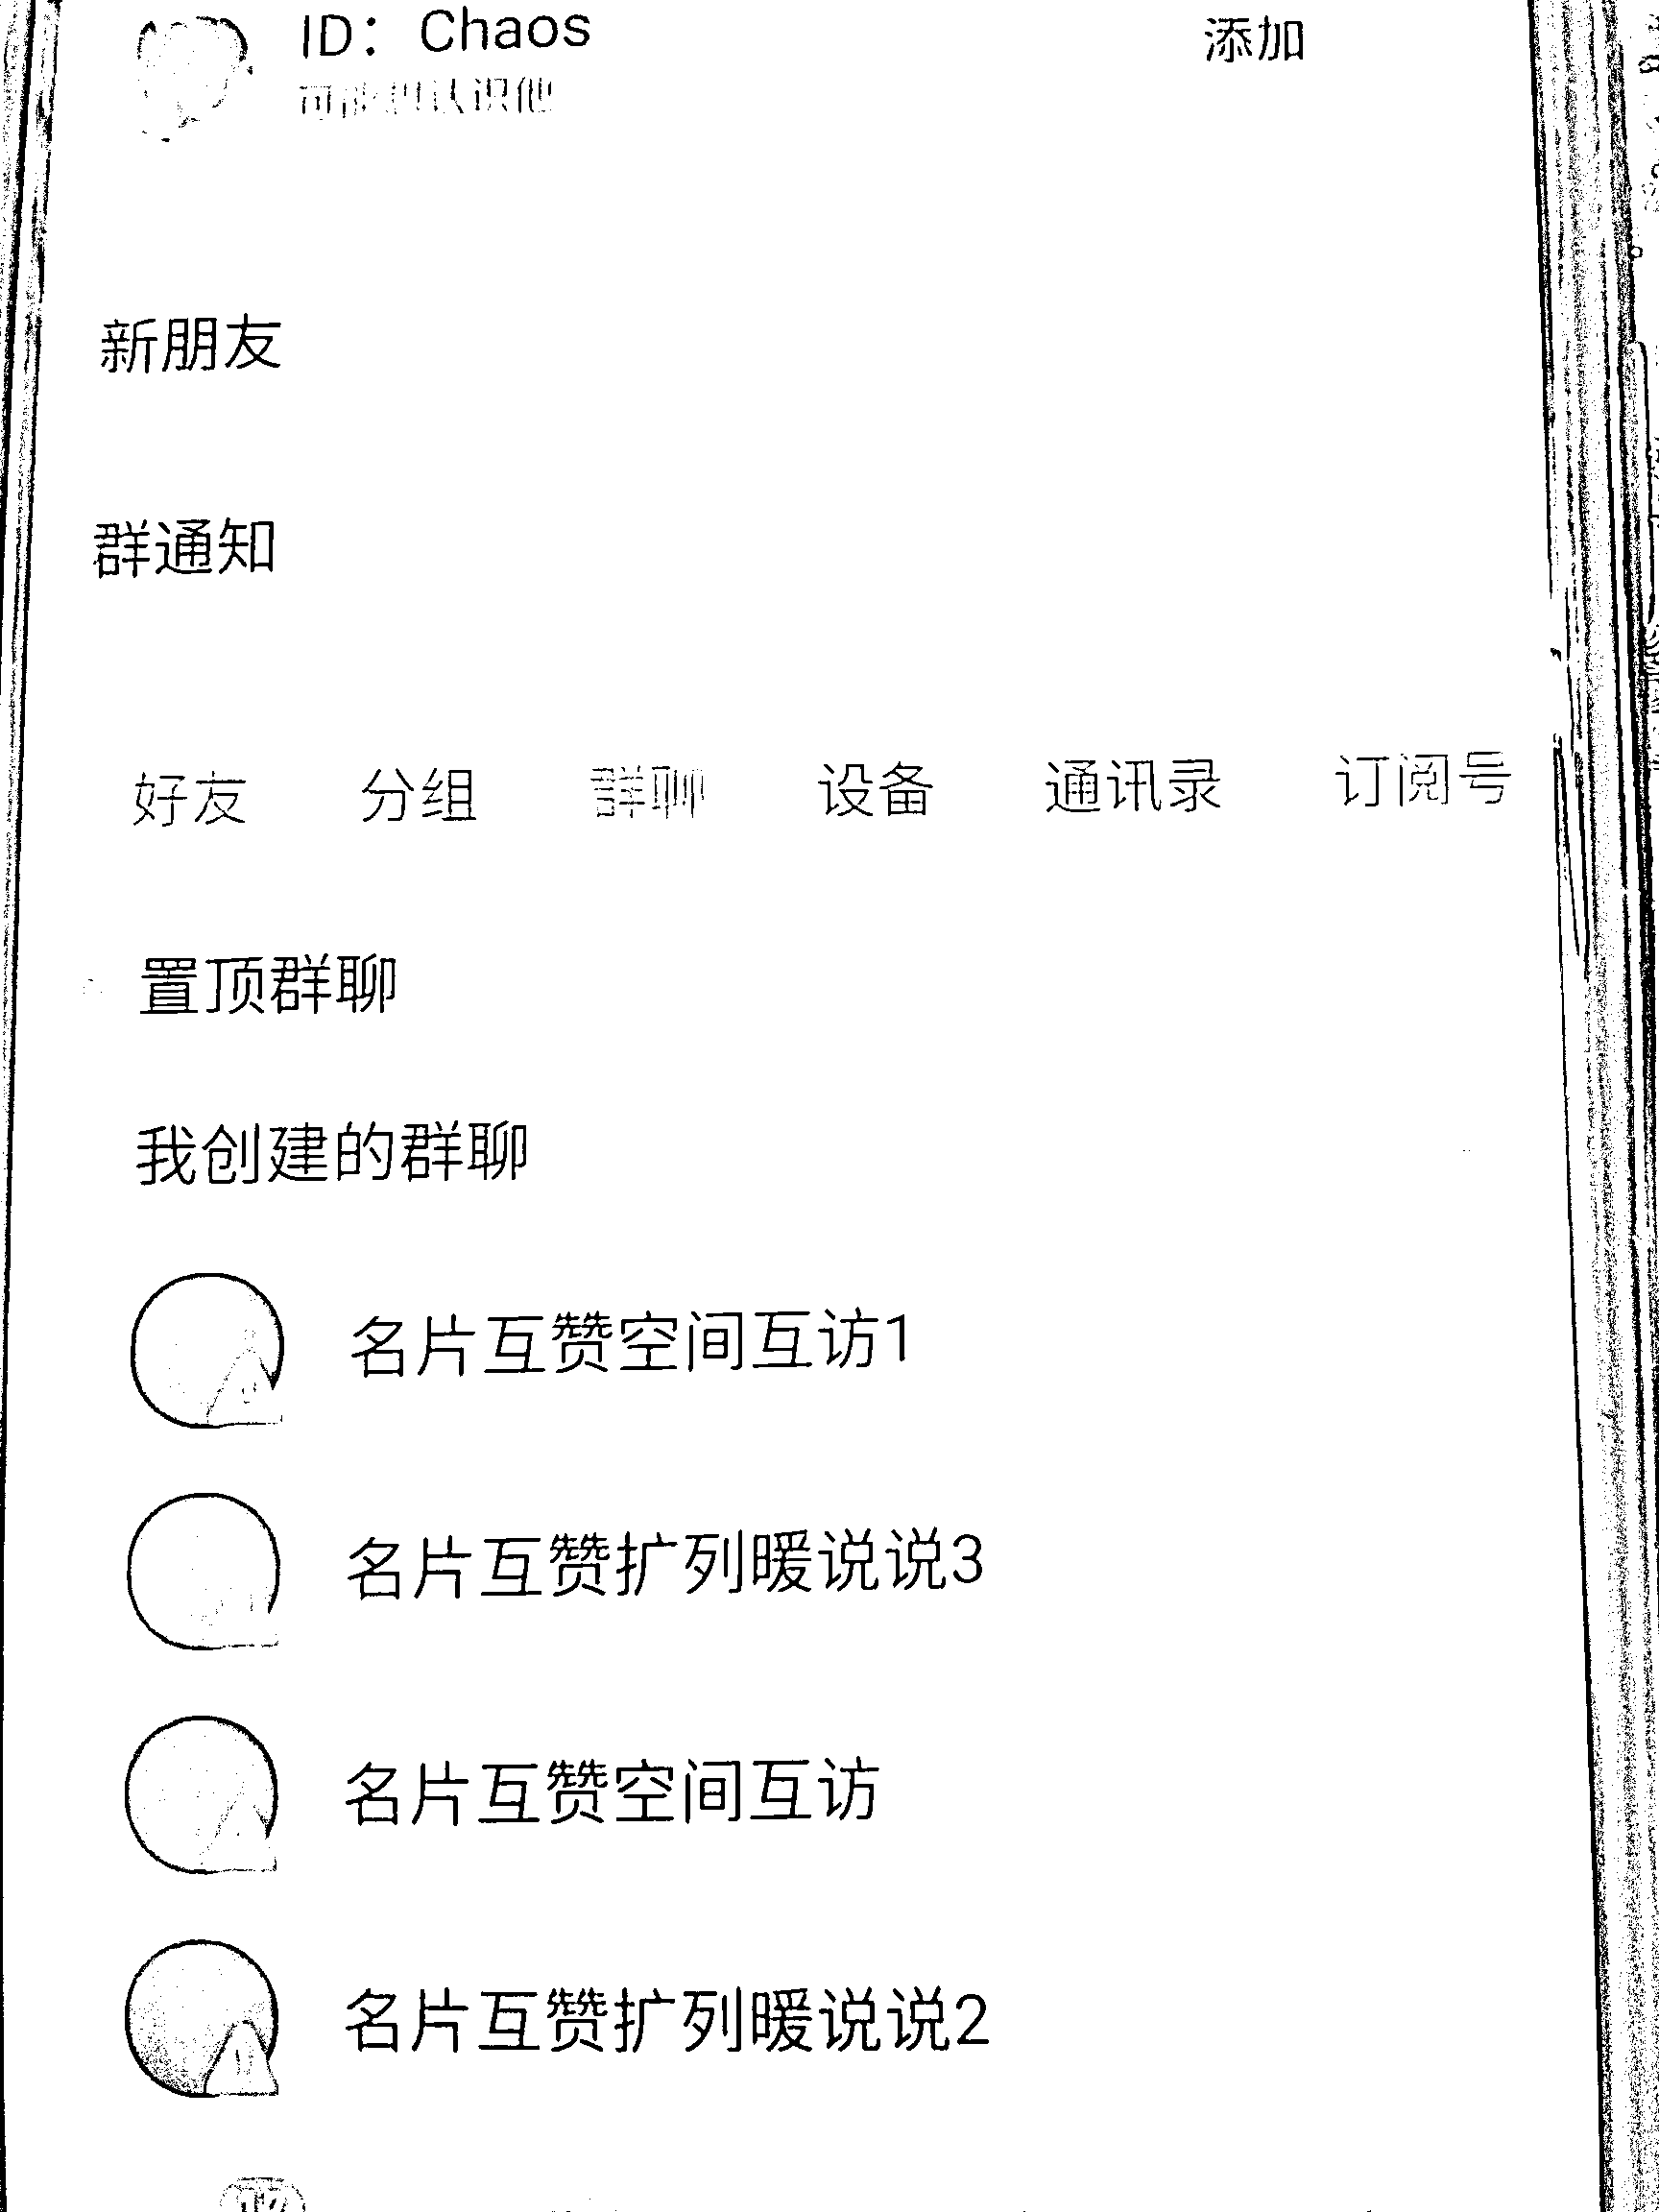 ID：Chaos 添加
可能想认识他
新朋友
群通知
好友 分组 群聊 设备 通讯录 订阅号
置顶群聊
我创建的群聊
名片互赞空间互访1
名片互赞扩列暖说说3
名片互赞空间互访
名片互赞扩列暖说说2